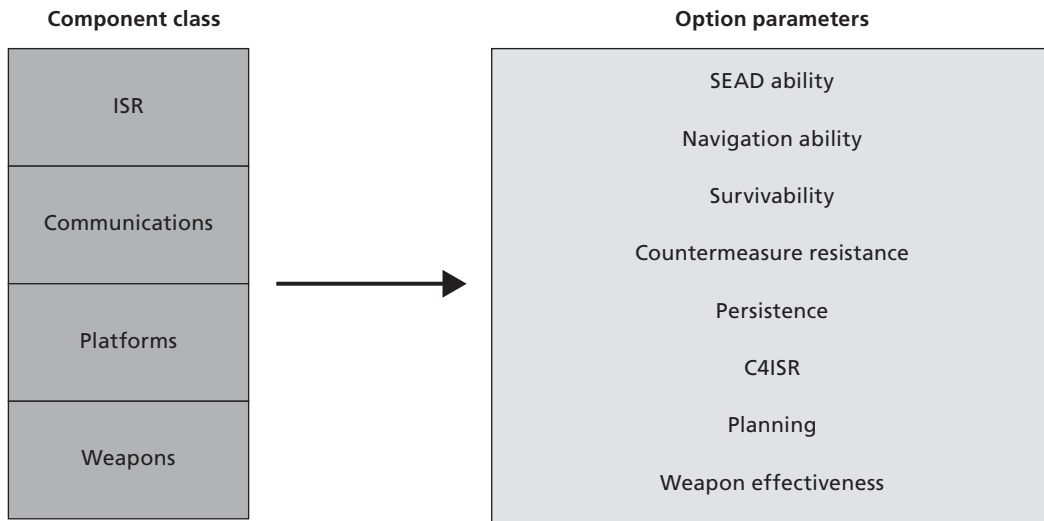 Component class
ISR
Communications
Platforms
Weapons
Option parameters
SEAD ability
Navigation ability
Survivability
Countermeasure resistance
Persistence
C4ISR
Planning
Weapon effectiveness